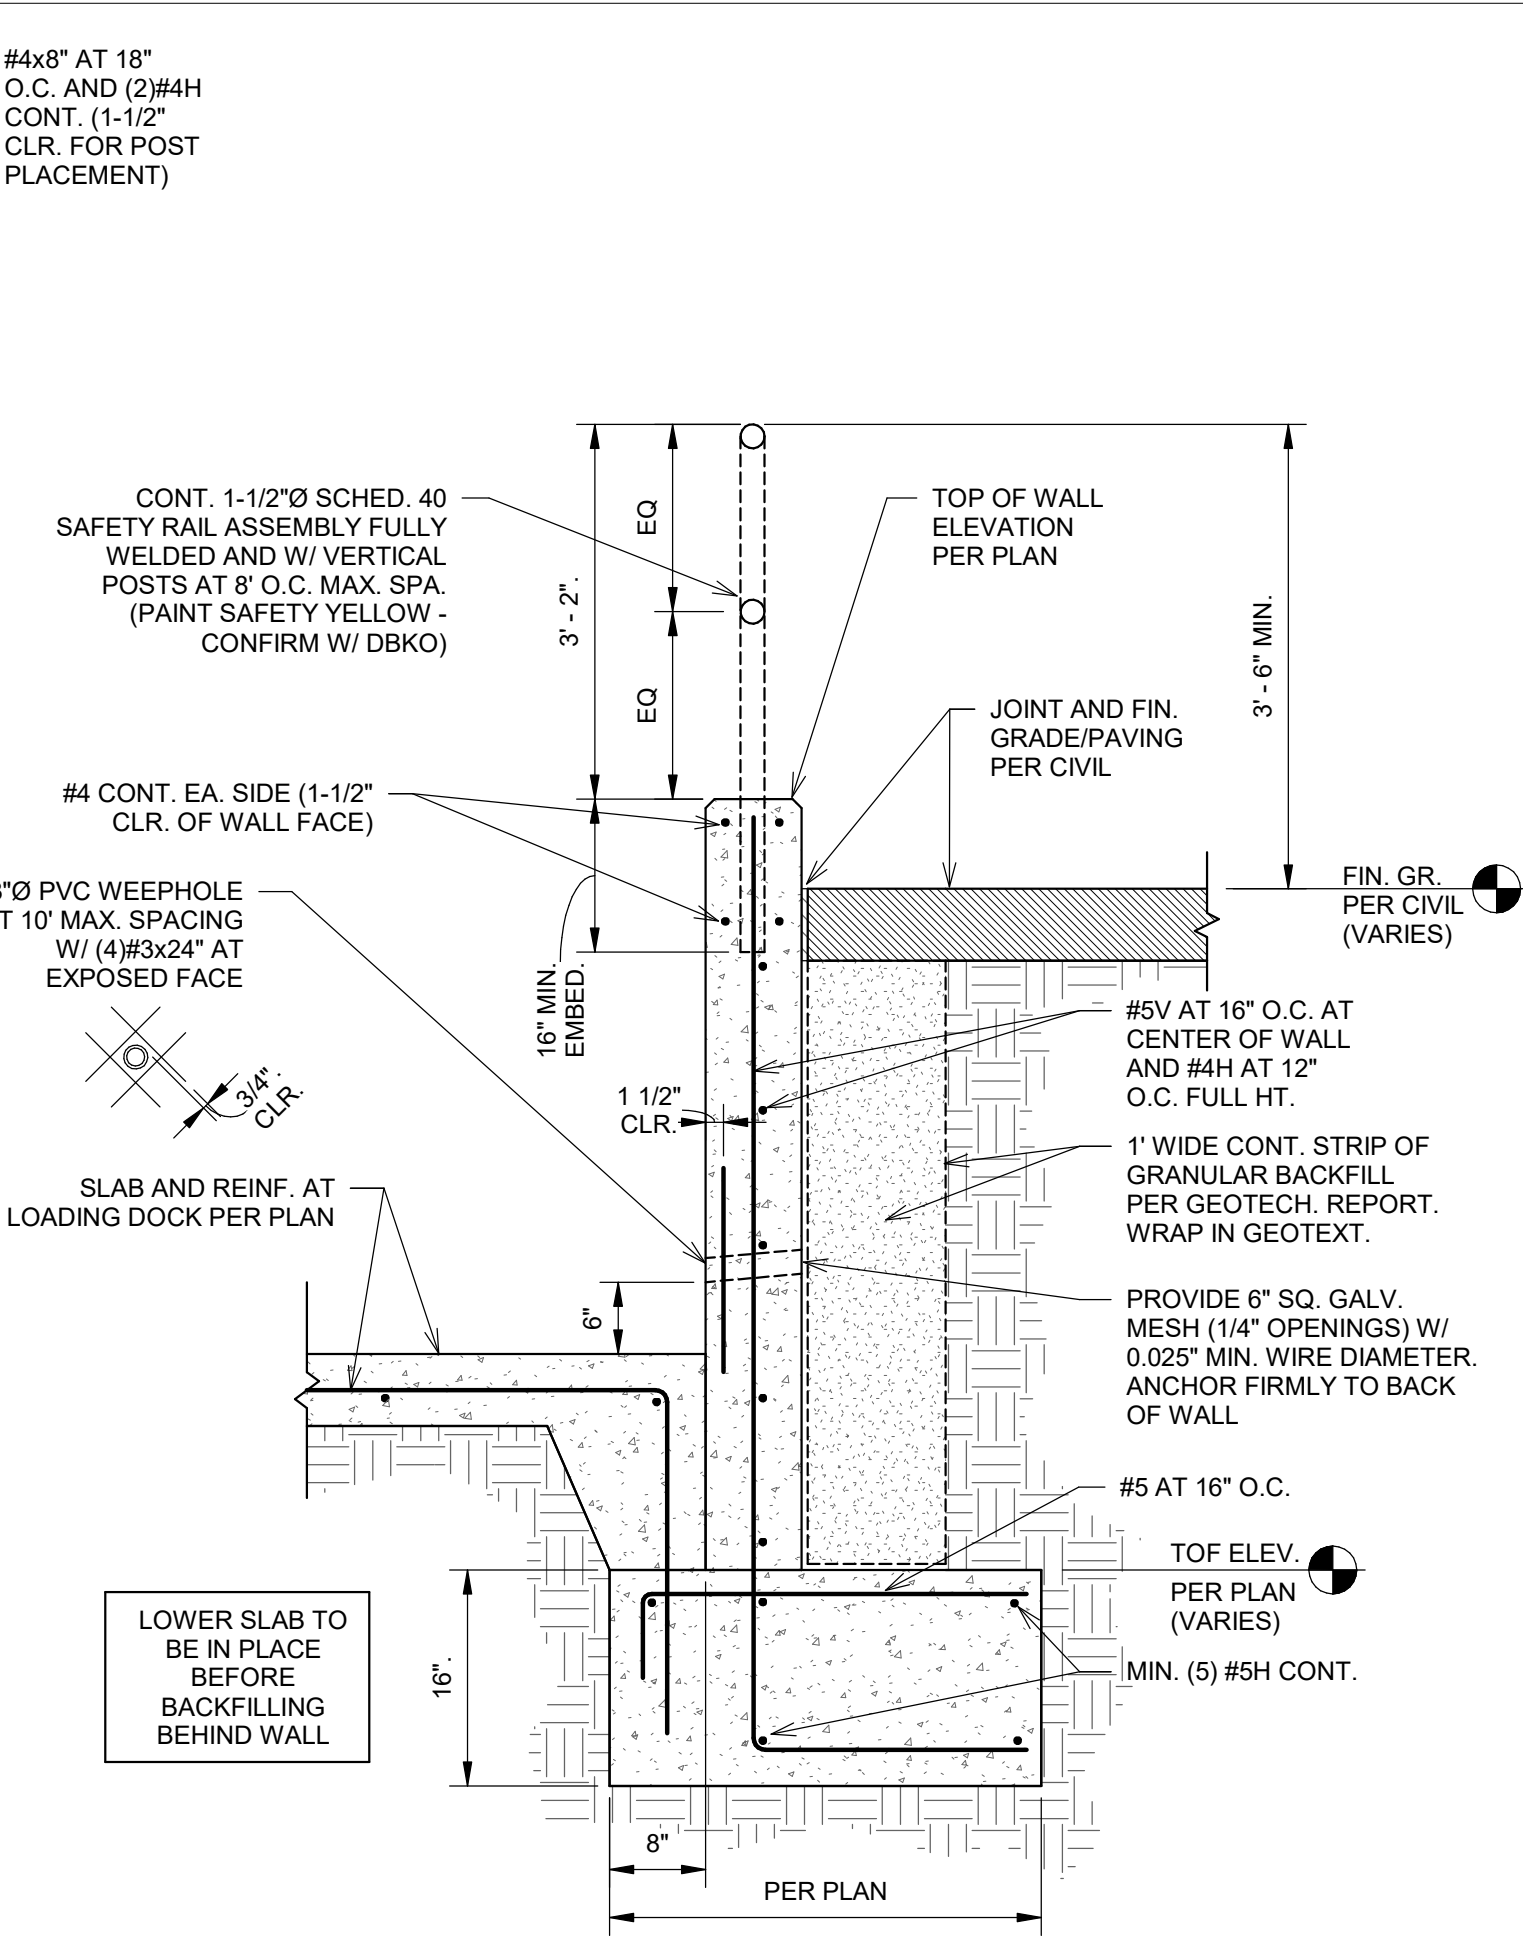 #4x8" AT 18"
O.C. AND (2)#4H
CONT. (1-1/2"
CLR. FOR POST
PLACEMENT)
CONT. 1-1/2"Ø SCHED. 40
SAFETY RAIL ASSEMBLY FULLY
WELDED AND W/ VERTICAL
POSTS AT 8' O.C. MAX. SPA.
(PAINT SAFETY YELLOW -
CONFIRM W/ DBKO)
3' - 2".
EQ
EQ
TOP OF WALL
ELEVATION
PER PLAN
3' - 6" MIN.
JOINT AND FIN.
GRADE/PAVING
PER CIVIL
#4 CONT. EA. SIDE (1-1/2"
CLR. OF WALL FACE)
FIN. GR.
PER CIVIL
(VARIES)
"Ø PVC WEEPHOLE
T 10' MAX. SPACING
W/ (4)#3x24" AT
EXPOSED FACE
3/4".
CLR.
16" MIN.
EMBED.
1 1/2"
CLR.
#5V AT 16" O.C. AT
CENTER OF WALL
AND #4H AT 12"
O.C. FULL HT.
1' WIDE CONT. STRIP OF
GRANULAR BACKFILL
PER GEOTECH. REPORT.
WRAP IN GEOTEXT.
SLAB AND REINF. AT
LOADING DOCK PER PLAN
6"
PROVIDE 6" SQ. GALV.
MESH (1/4" OPENINGS) W/
0.025" MIN. WIRE DIAMETER.
ANCHOR FIRMLY TO BACK
OF WALL
#5 AT 16" O.C.
TOF ELEV.
PER PLAN
(VARIES)
LOWER SLAB TO
BE IN PLACE
BEFORE
BACKFILLING
BEHIND WALL
16".
MIN. (5) #5H CONT.
8"
PER PLAN